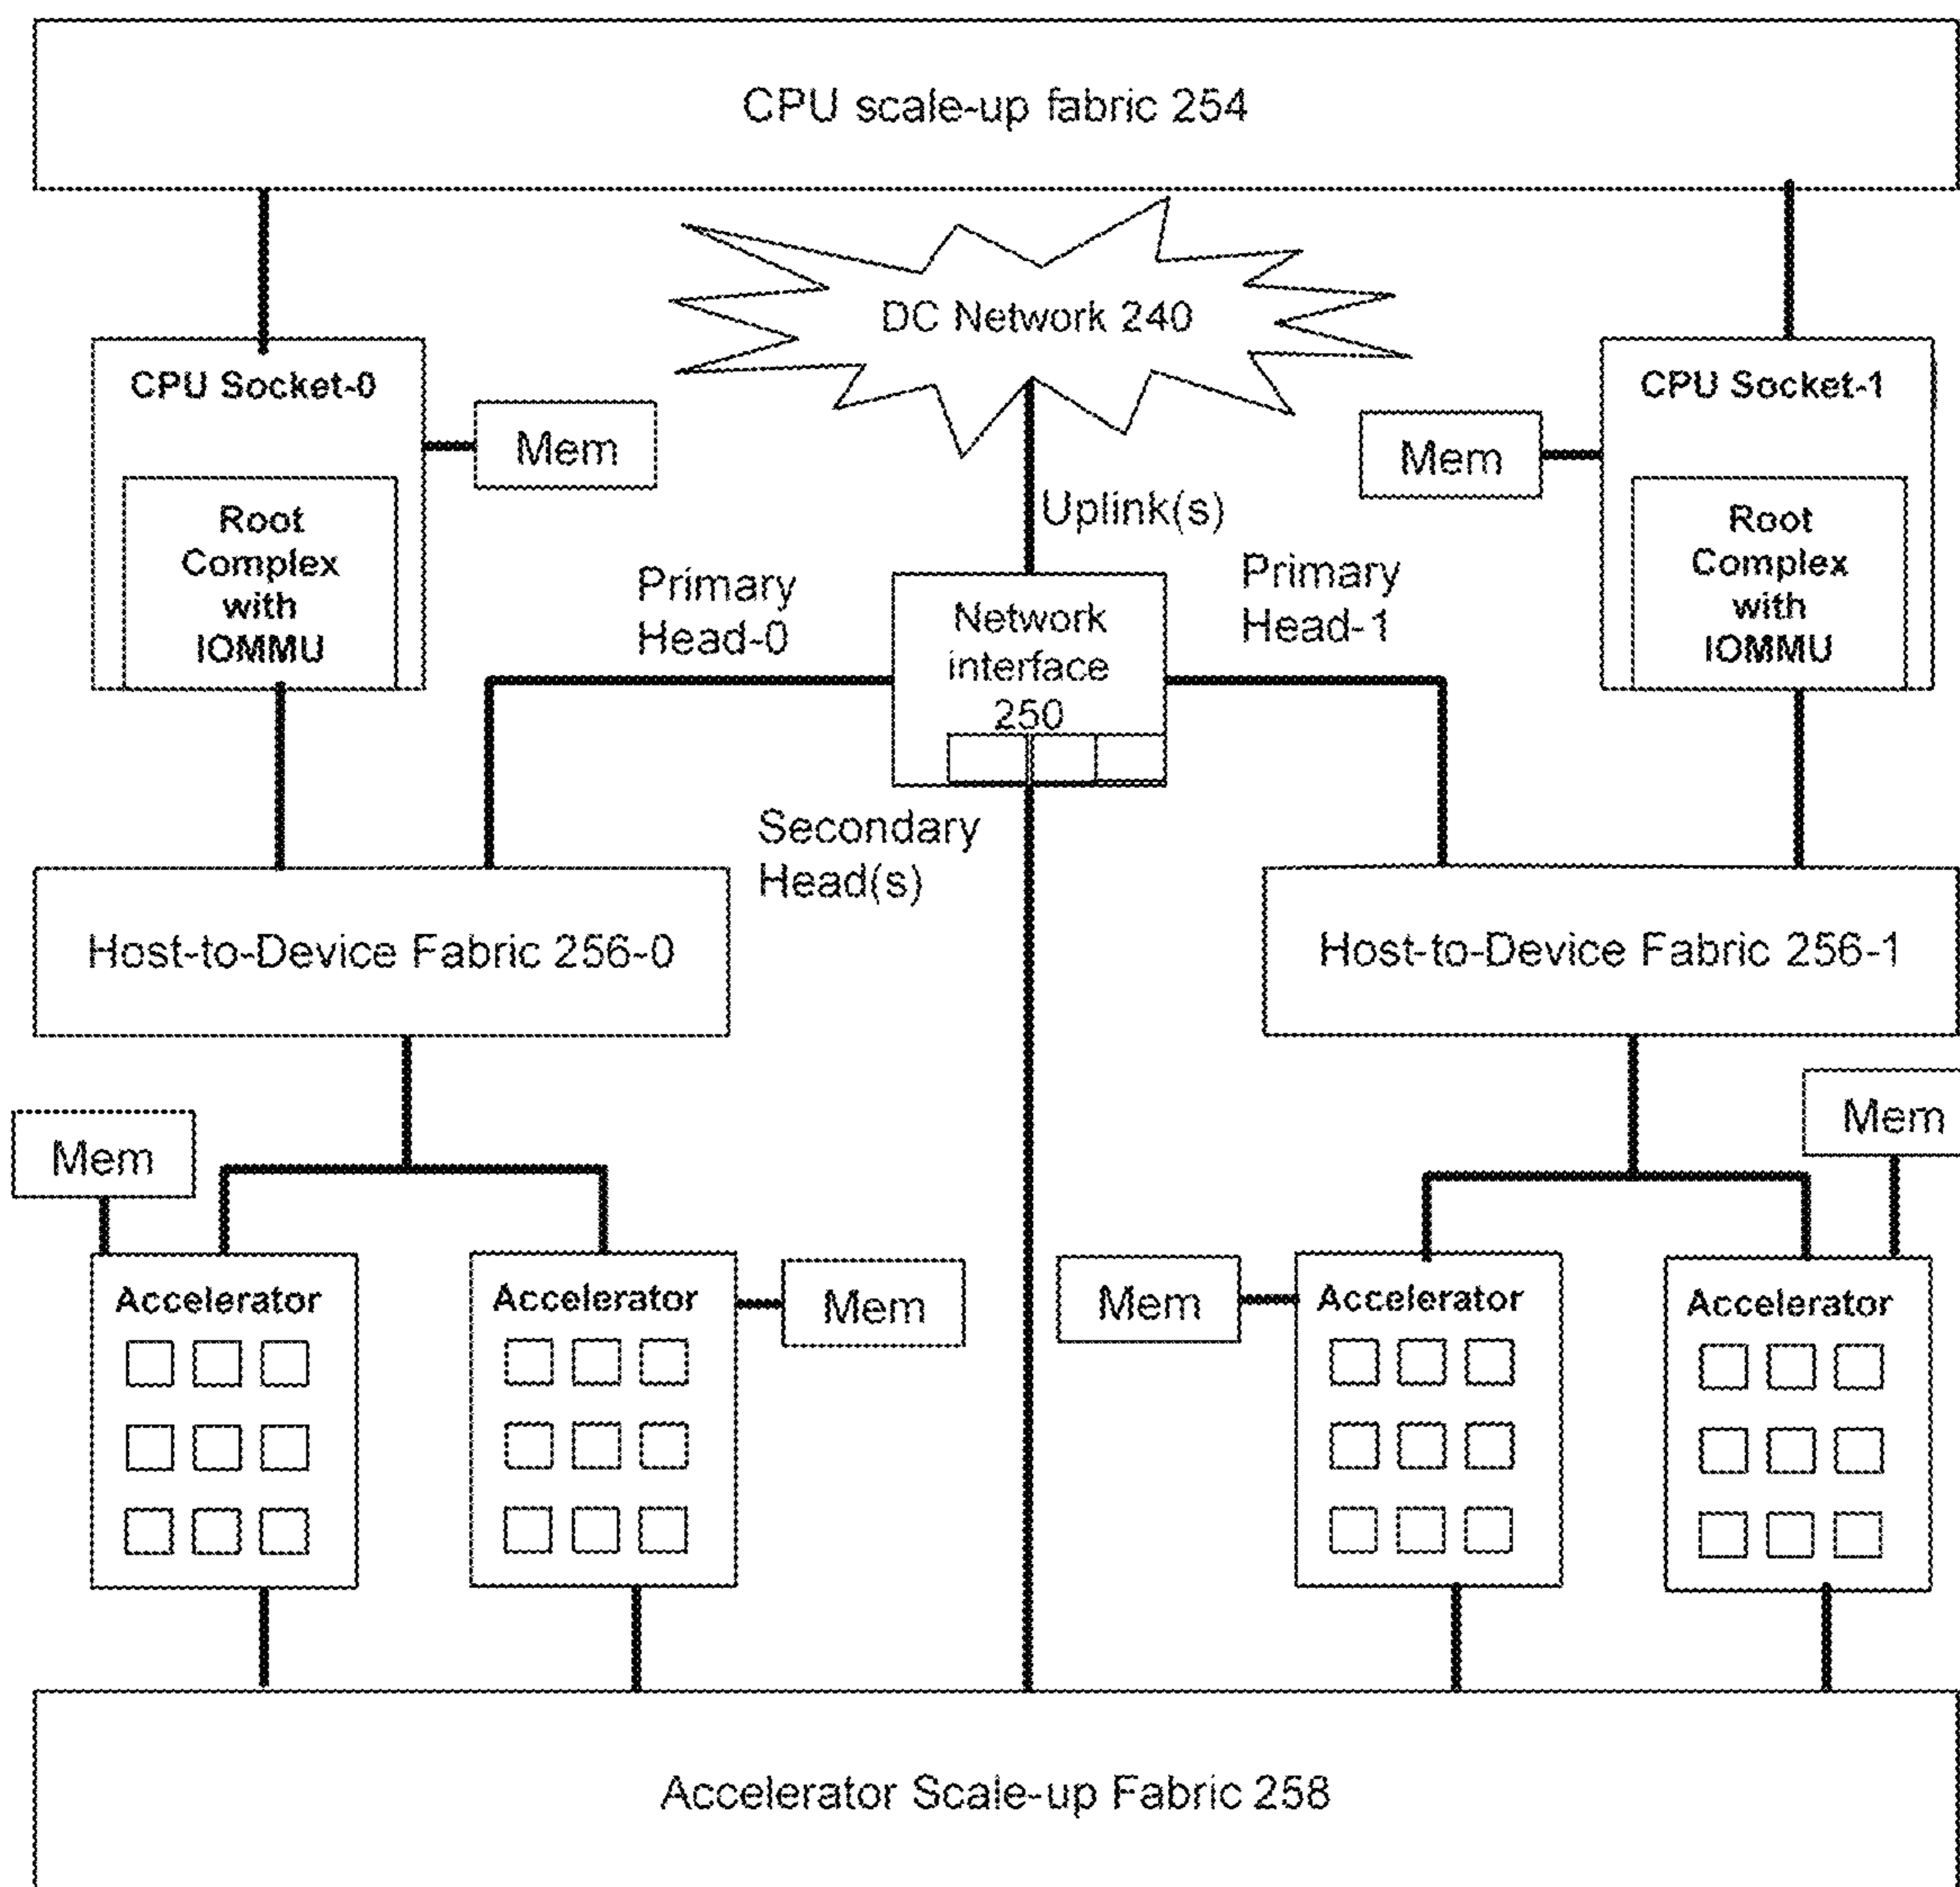 CPU scale-up fabric 254
DC Network 240
CPU Socket-0
CPU Socket-1
Mem
Mem
Uplink(s)
Root
Complex
with
IOMMU
Root
Complex
with
IOMMU
Primary
Head-0
Primary
Head-1
Network
interface
250
Secondary
Head(s)
Host-to-Device Fabric 256-0
Host-to-Device Fabric 256-1
Mem
Mem
Accelerator
Accelerator
Mem
Mem
Accelerator
Accelerator
Accelerator Scale-up Fabric 258